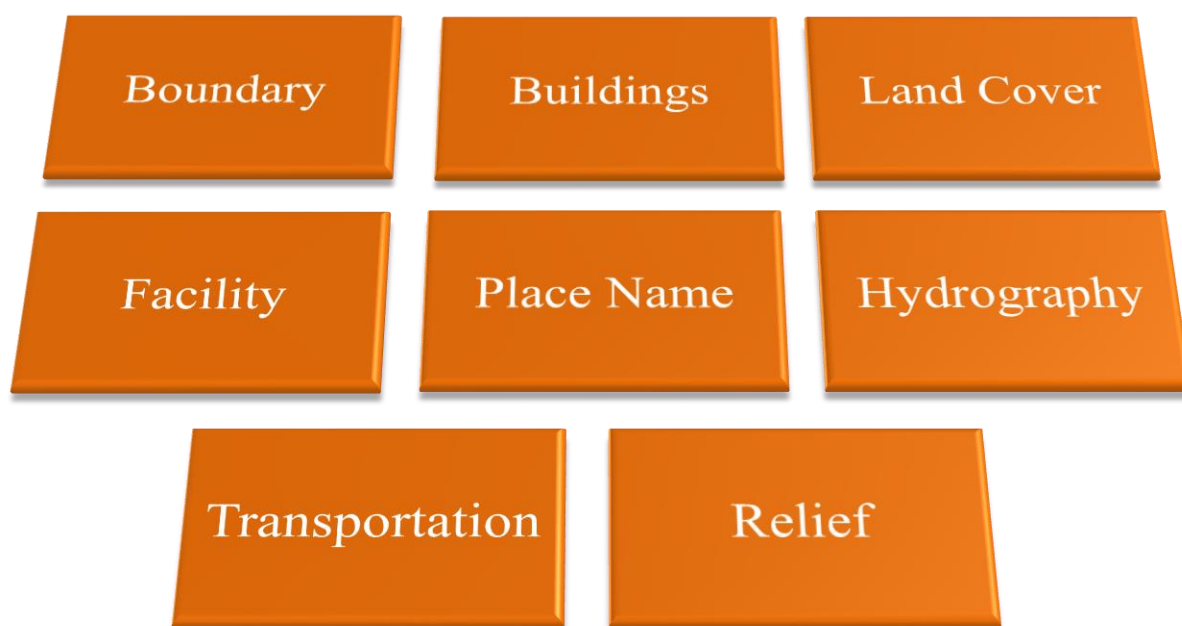 Boundary
Buildings
Land Cover
Facility
Place Name
Hydrography
Transportation
Relief